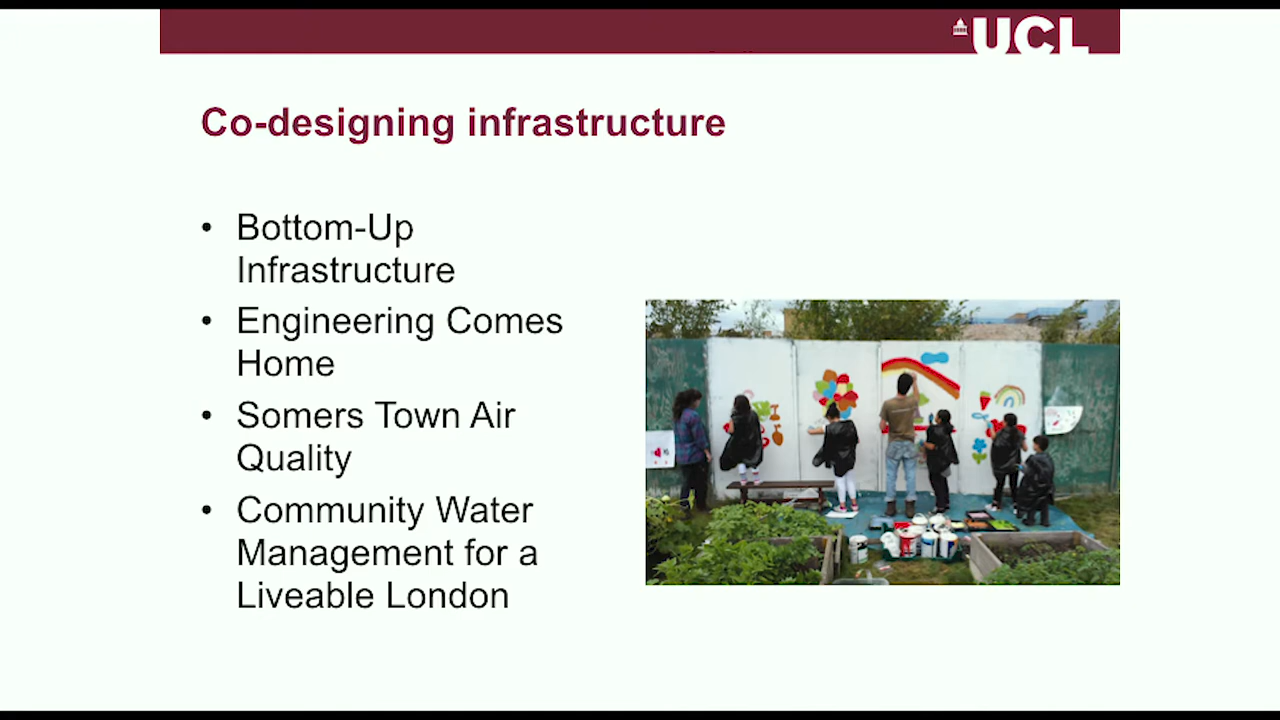 UCL
Co-designing infrastructure
• Bottom-Up
Infrastructure
• Engineering Comes
Home
• Somers Town Air
Quality
• Community Water
Management for a
Liveable London